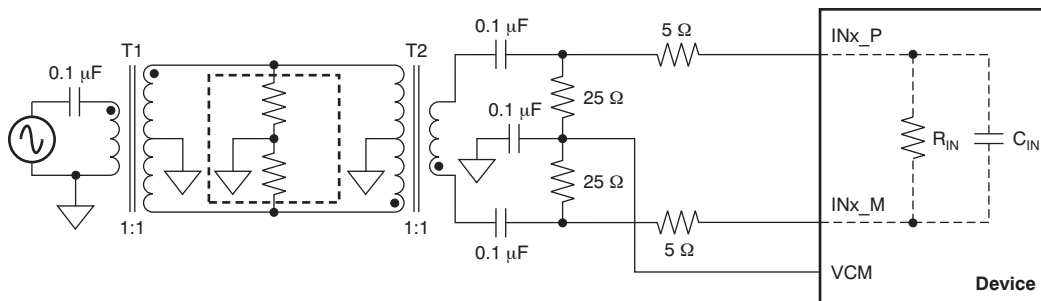 0.1 μF
T1
T2
0.1 μF
5 Ω
INx_P
25 Ω
0.1 μF
R_IN
C_IN
25 Ω
INx_M
1:1
1:1
0.1 μF
5 Ω
VCM
Device